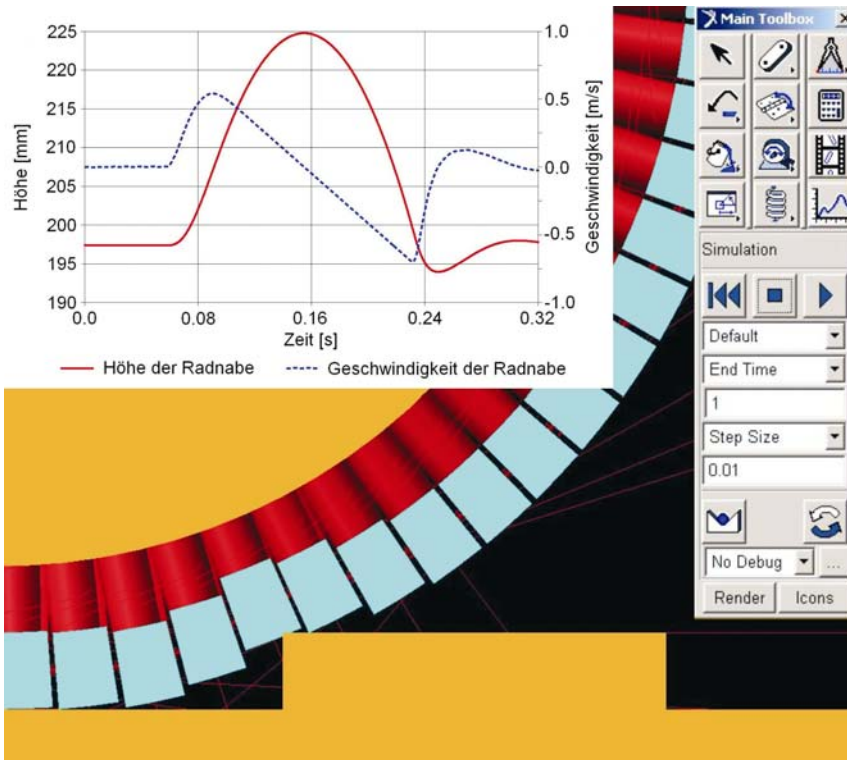 225
220
215
210
205
200
195
190
Höhe [mm]
1.0
0.5
0.0
-0.5
-1.0
Geschwindigkeit [m/s]
0.0
0.08
0.16
0.24
0.32
Zeit [s]
Höhe der Radnabe
Geschwindigkeit der Radnabe
Main Toolbox
Simulation
Default
End Time
1
Step Size
0.01
No Debug
...
Render
Icons